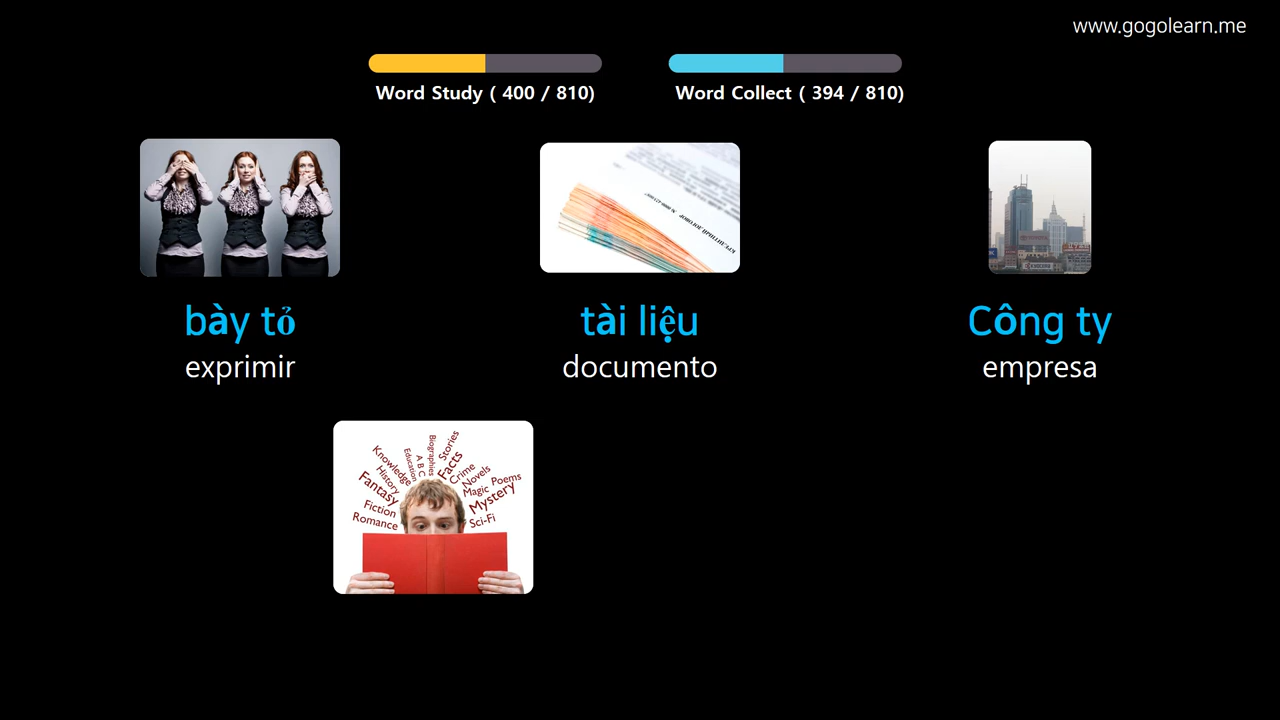 www.gogolearn.me
Word Study ( 400 / 810)
Word Collect ( 394 / 810)
bày tỏ
tài liệu
Công ty
exprimir
documento
empresa
Stories
Biographies
Facts
A B C
Education
Crime
Knowledge
Novels
History
Magic
Poems
Fantasy
Mystery
Fiction
Sci-Fi
Romance